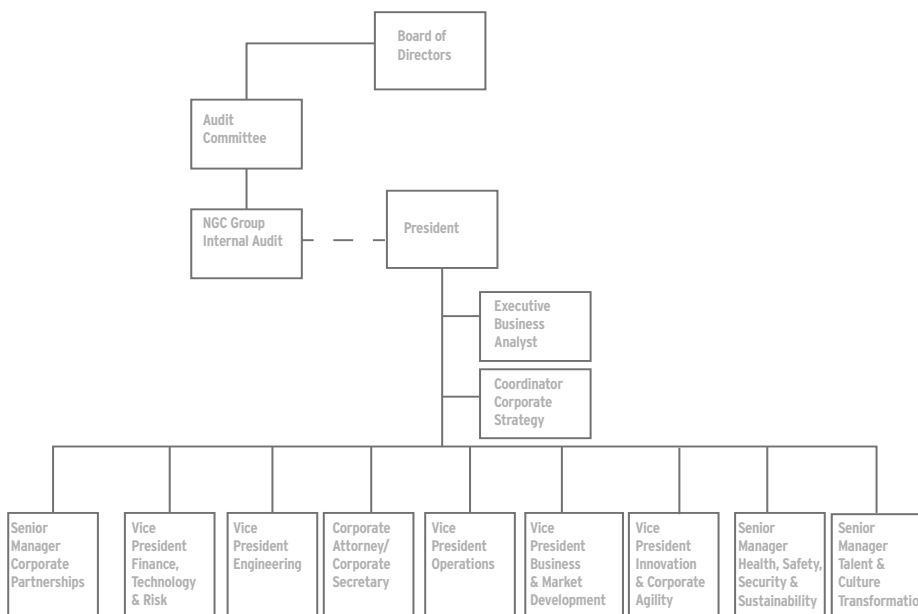 Board of
Directors
Audit
Committee
NGC Group
Internal Audit
President
Executive
Business
Analyst
Coordinator
Corporate
Strategy
Senior
Manager
Corporate
Partnerships
Vice
President
Finance,
Technology
& Risk
Vice
President
Engineering
Corporate
Attorney/
Corporate
Secretary
Vice
President
Operations
Vice
President
Business
& Market
Development
Vice
President
Innovation
& Corporate
Agility
Senior
Manager
Health, Safety,
Security &
Sustainability
Senior
Manager
Talent &
Culture
Transformatio